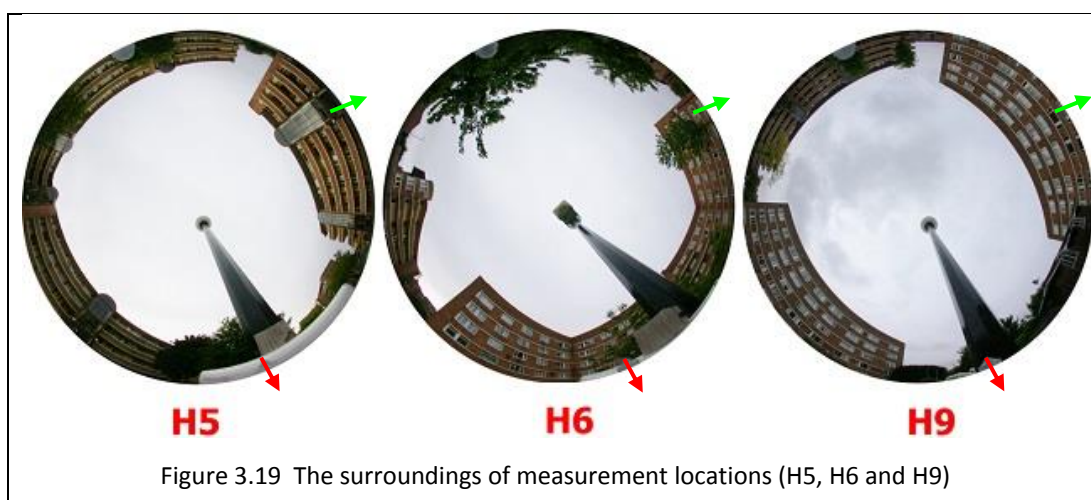 H5 H6 H9
Figure 3.19 The surroundings of measurement locations (H5, H6 and H9)